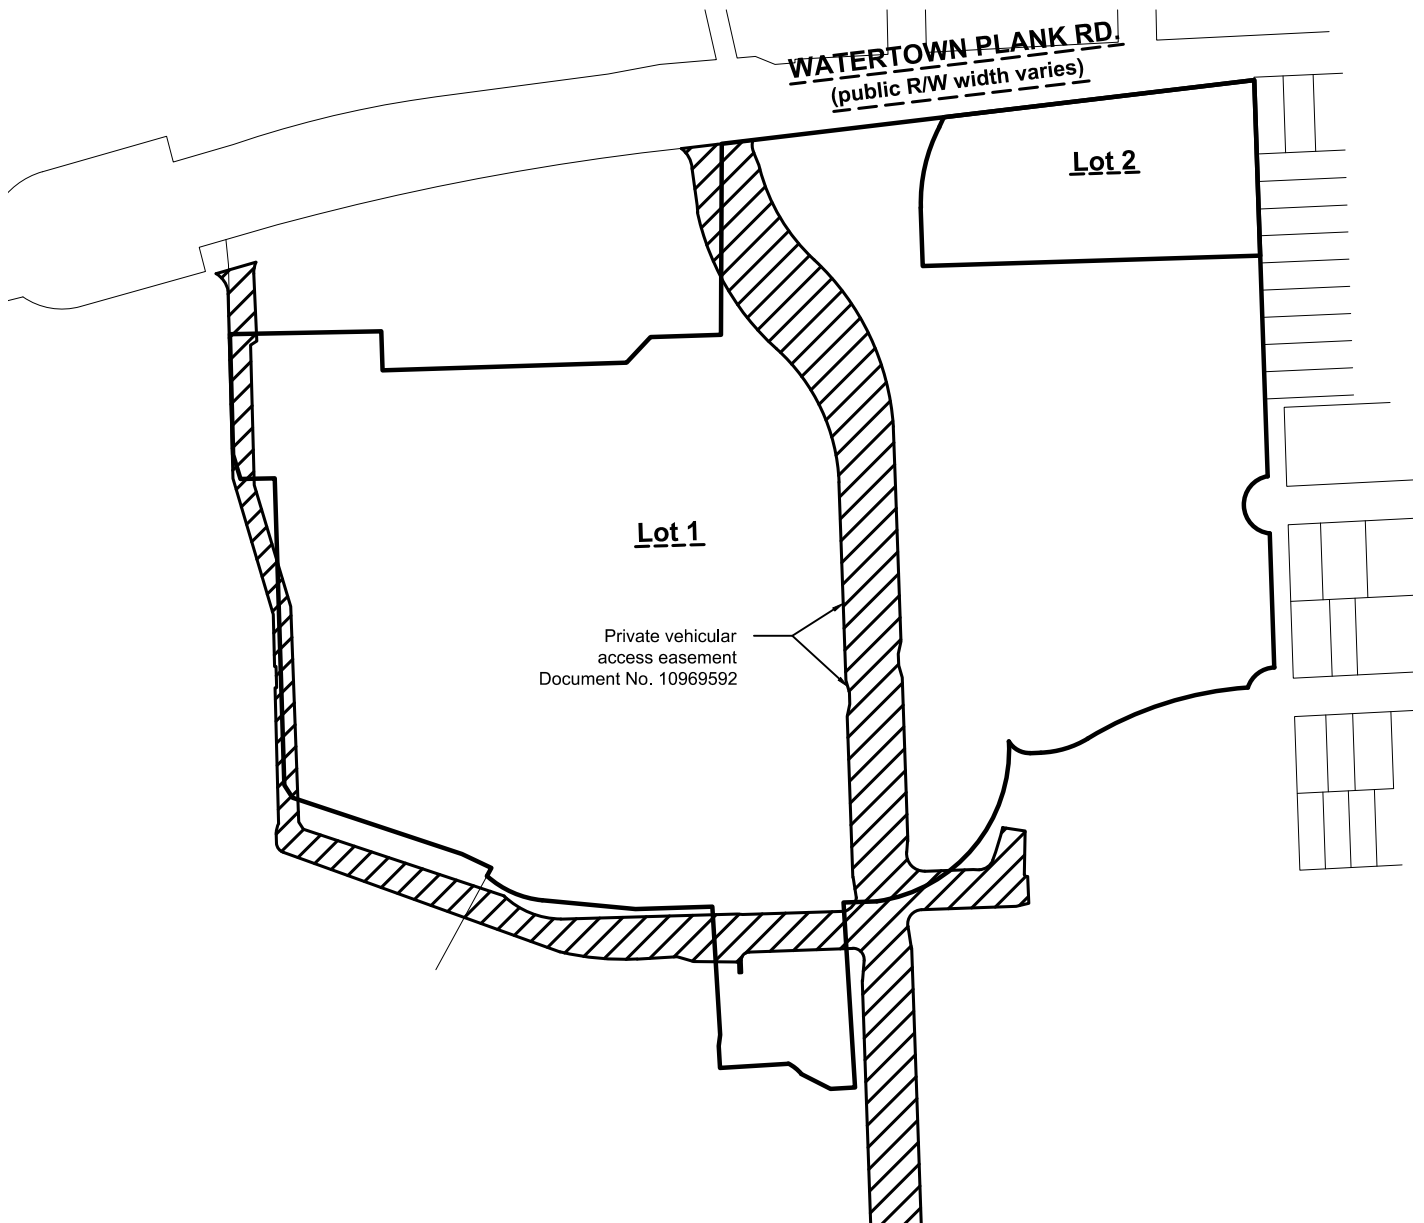 WATERTOWN PLANK RD.
(public R/W width varies)
Lot 2
Lot 1
Private vehicular
access easement
Document No. 10969592